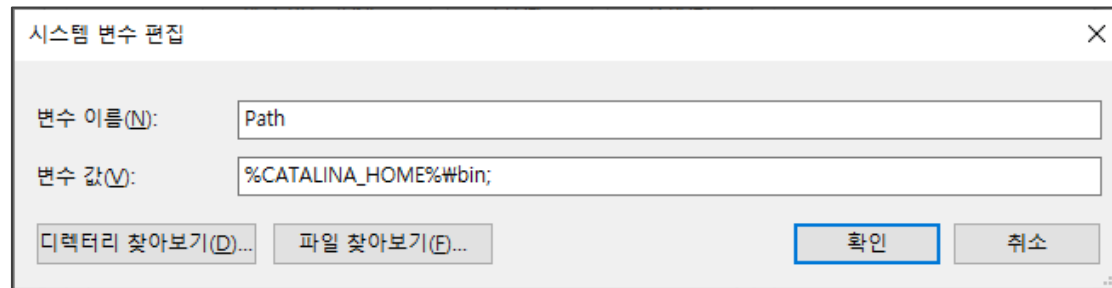 시스템 변수 편집
변수 이름(N): Path
변수 값(V): %CATALINA_HOME%₩bin;
디렉터리 찾아보기(D)... 파일 찾아보기(F)... 확인 취소